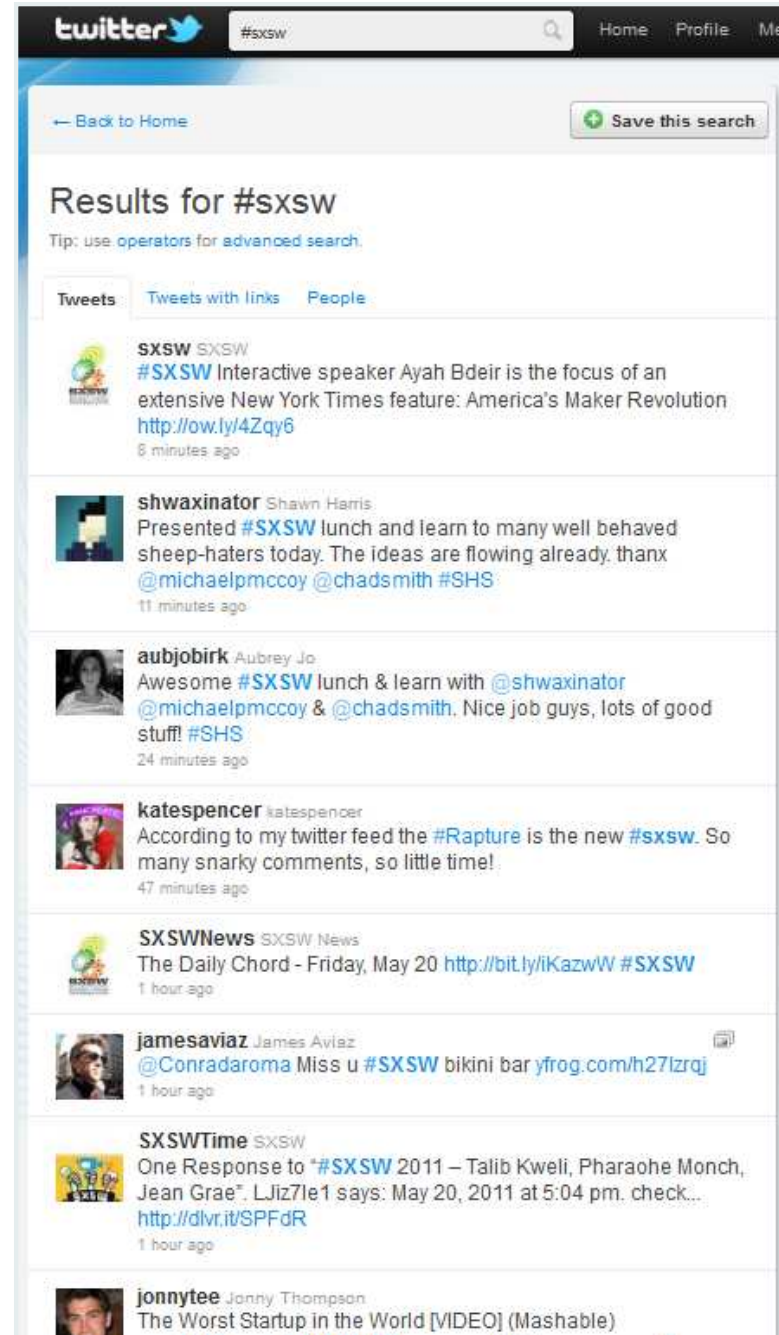 twitter
#sxsw
Home Profile Me
← Back to Home
Save this search
Results for #sxsw
Tip: use operators for advanced search.
Tweets Tweets with links People
sxsw SXSW
#SXSW Interactive speaker Ayah Bdeir is the focus of an
extensive New York Times feature: America's Maker Revolution
http://ow.ly/4Zqy6
8 minutes ago
shwaxinator Shawn Harris
Presented #SXSW lunch and learn to many well behaved
sheep-haters today. The ideas are flowing already. thanx
@michaelpmccoy @chadsmith #SHS
11 minutes ago
aubjobirk Aubrey Jo
Awesome #SXSW lunch & learn with @shwaxinator
@michaelpmccoy & @chadsmith. Nice job guys, lots of good
stuff! #SHS
24 minutes ago
katespencer katespencer
According to my twitter feed the #Rapture is the new #sxsw. So
many snarky comments, so little time!
47 minutes ago
SXSWNews SXSW News
The Daily Chord - Friday, May 20 http://bit.ly/iKazwW #SXSW
1 hour ago
jamesaviaz James Aviaz
@Conradaroma Miss u #SXSW bikini bar yfrog.com/h27lzrqj
1 hour ago
SXSWTime SXSW
One Response to "#SXSW 2011 – Talib Kweli, Pharaohe Monch,
Jean Grae". LJiz7le1 says: May 20, 2011 at 5:04 pm. check...
http://dlvr.it/SPFdR
1 hour ago
jonnytee Jonny Thompson
The Worst Startup in the World [VIDEO] (Mashable)